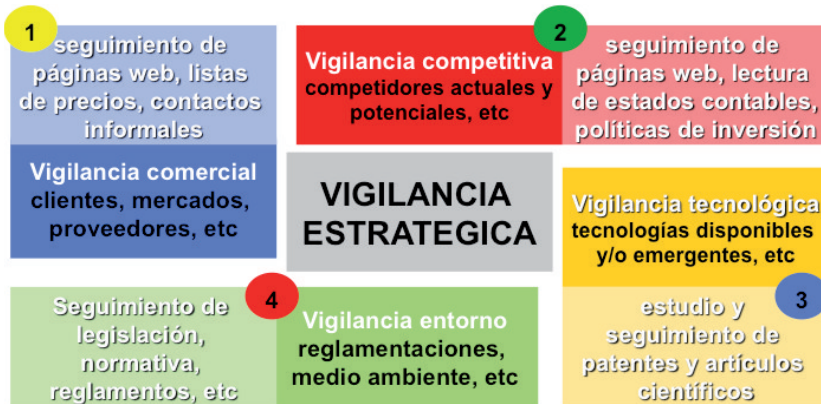 1
seguimiento de
páginas web, listas
de precios, contactos
informales
Vigilancia comercial
clientes, mercados,
proveedores, etc
2
Vigilancia competitiva
competidores actuales y
potenciales, etc
seguimiento de
páginas web, lectura
de estados contables,
políticas de inversión
VIGILANCIA
ESTRATEGICA
Vigilancia tecnológica
tecnologías disponibles
y/o emergentes, etc
3
estudio y
seguimiento de
patentes y artículos
científicos
4
Seguimiento de
legislación,
normativa,
reglamentos, etc
Vigilancia entorno
reglamentaciones,
medio ambiente, etc